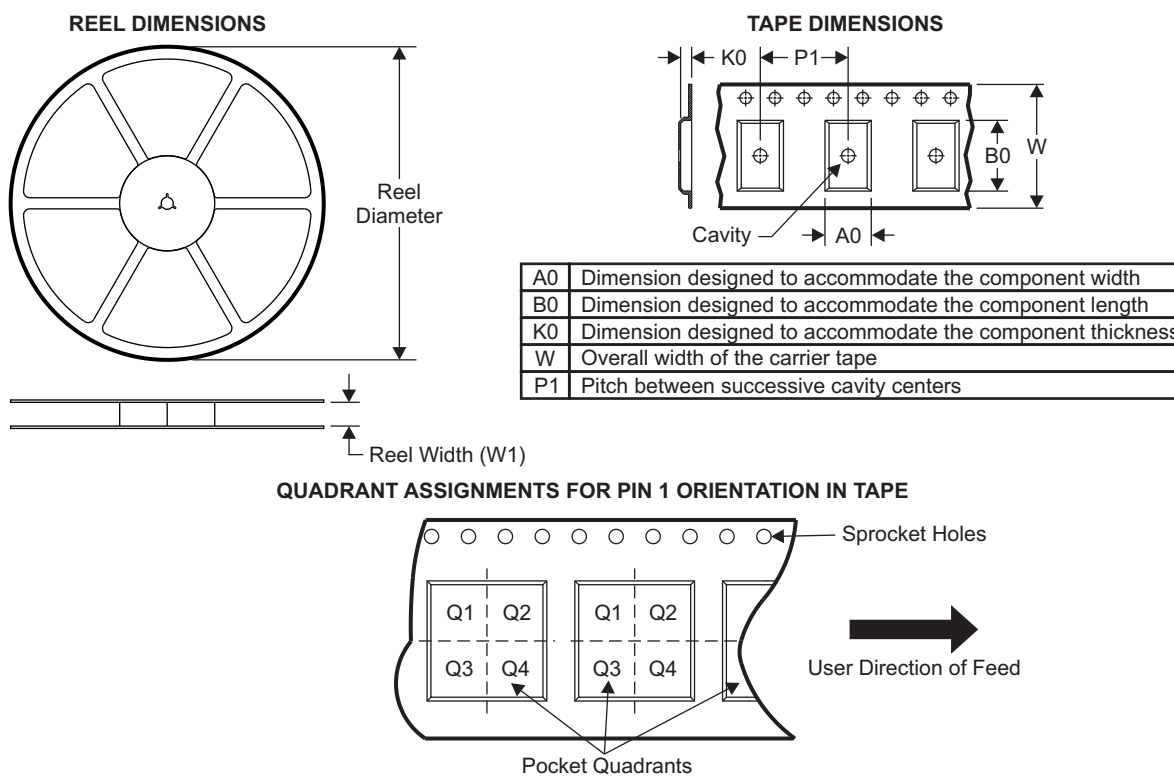 REEL DIMENSIONS
Reel
Diameter
Reel Width (W1)
TAPE DIMENSIONS
K0
P1
B0
W
Cavity
A0
A0 Dimension designed to accommodate the component width
B0 Dimension designed to accommodate the component length
K0 Dimension designed to accommodate the component thickness
W Overall width of the carrier tape
P1 Pitch between successive cavity centers
QUADRANT ASSIGNMENTS FOR PIN 1 ORIENTATION IN TAPE
Sprocket Holes
Q1 Q2 Q1 Q2
Q3 Q4 Q3 Q4
User Direction of Feed
Pocket Quadrants